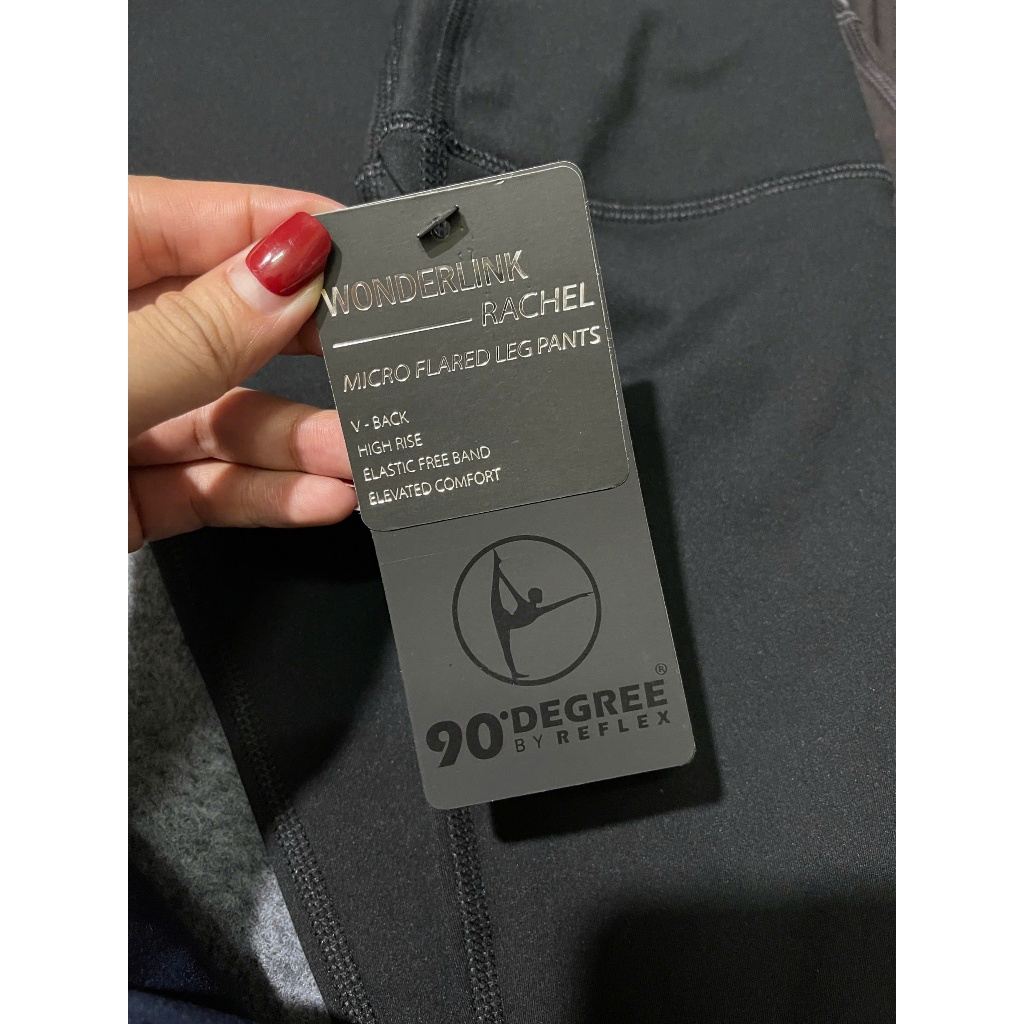 WONDERLINK
RACHEL
MICRO FLARED LEG PANTS
V - BACK
HIGH RISE
ELASTIC FREE BAND
ELEVATED COMFORT
90° DEGREE®
BY REFLEX